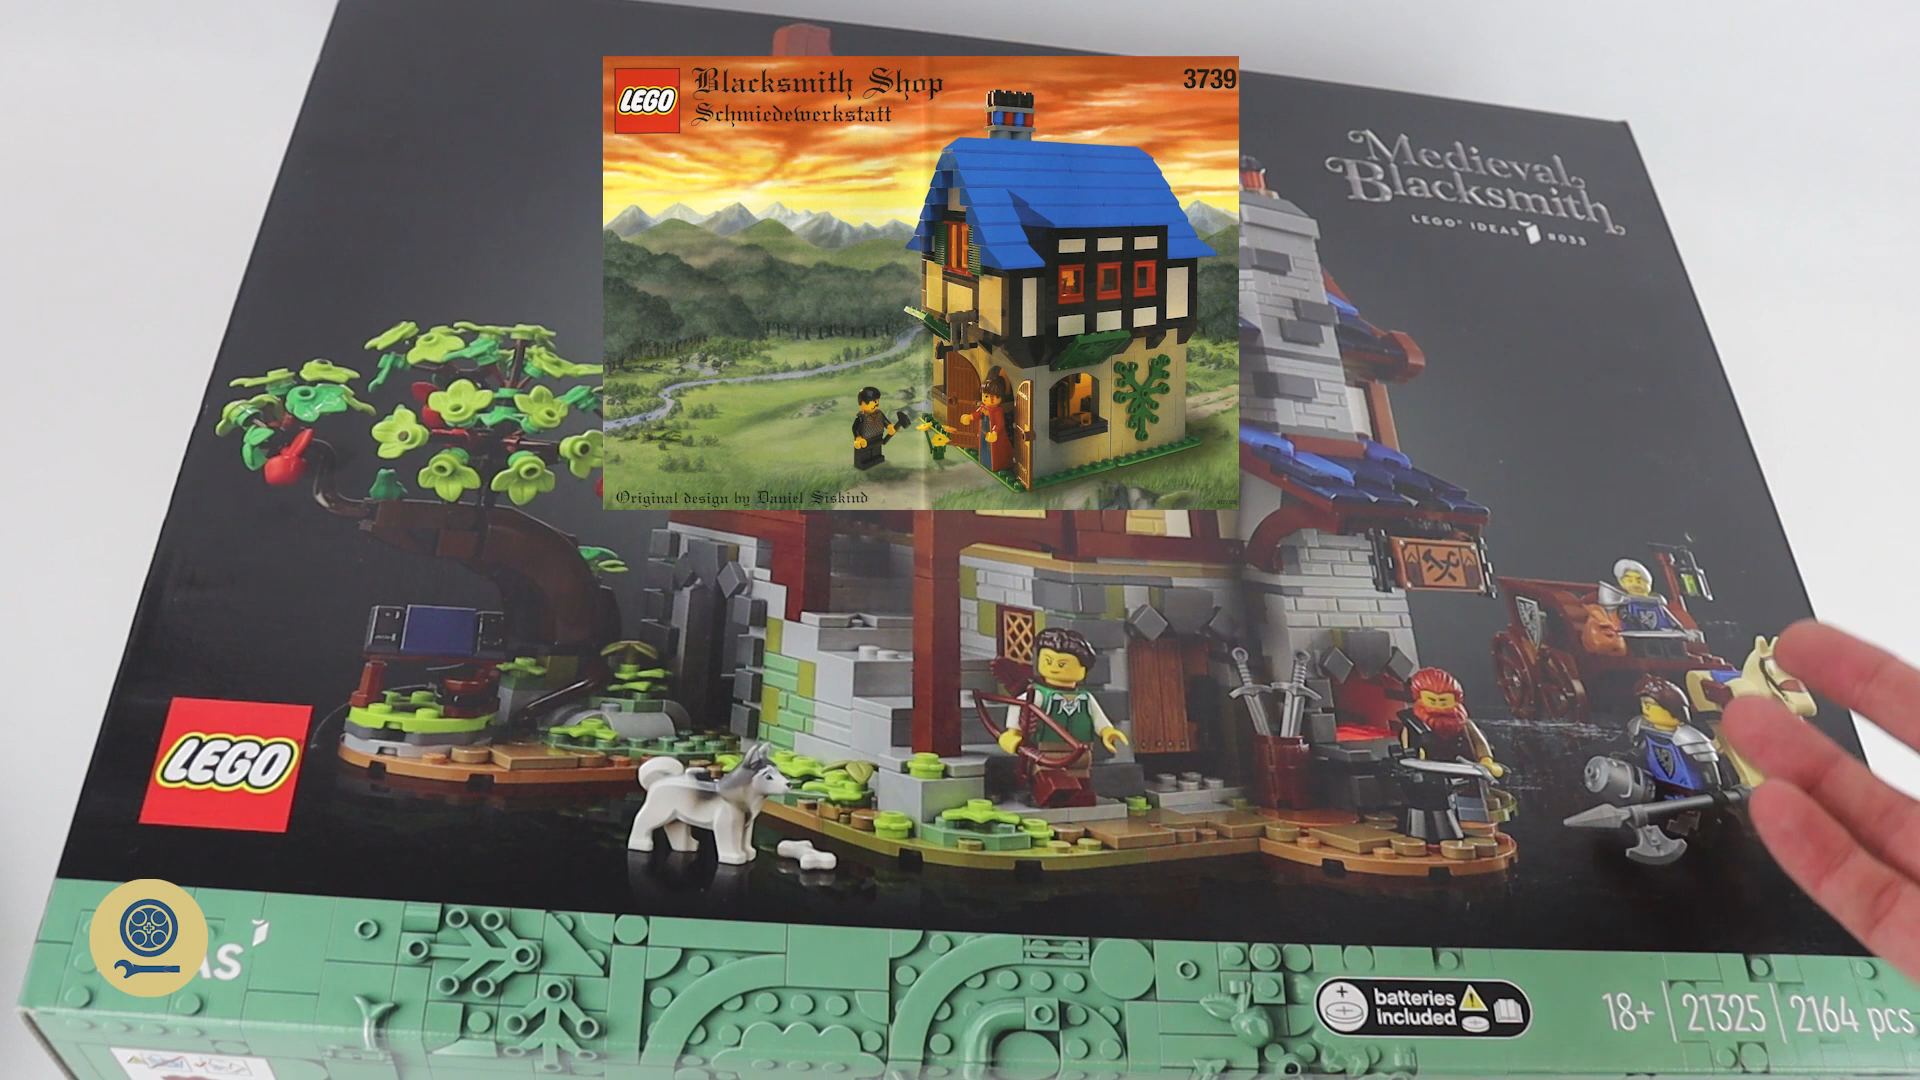 LEGO
Blacksmith Shop
Schmiedewerkstatt
3739
Original design by Daniel Siskind
Medieval
Blacksmith
LEGO® IDEAS #033
LEGO
AS
batteries
included
18+ | 21325 | 2164 pcs